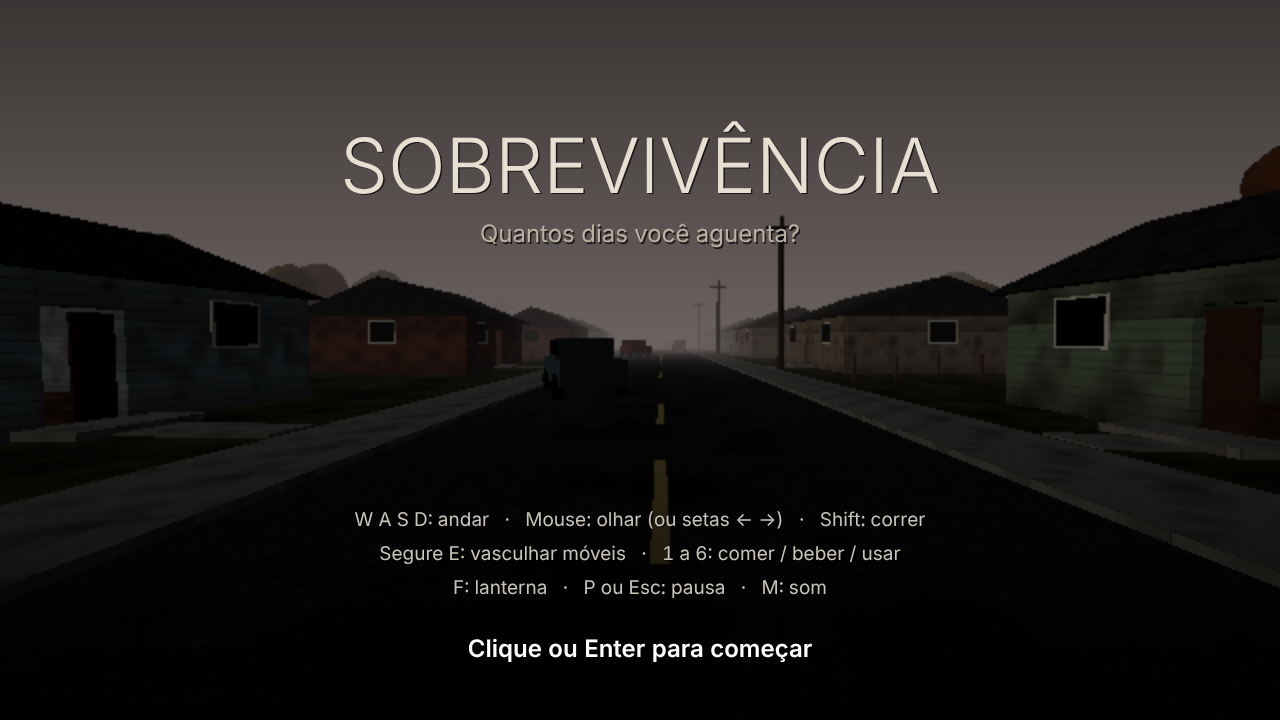 SOBREVIVÊNCIA
Quantos dias você aguenta?
W A S D: andar · Mouse: olhar (ou setas ← →) · Shift: correr
Segure E: vasculhar móveis · 1 a 6: comer / beber / usar
F: lanterna · P ou Esc: pausa · M: som
Clique ou Enter para começar